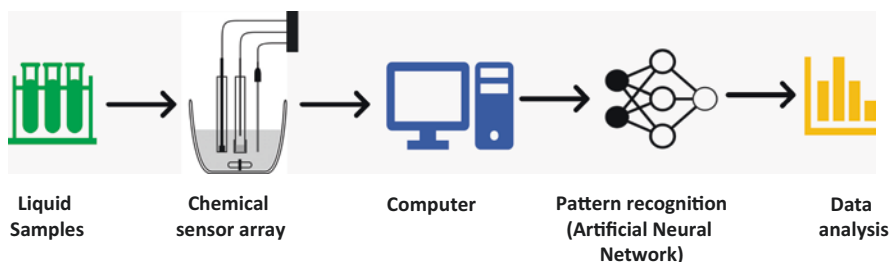 Liquid
Samples
Chemical
sensor array
Computer
Pattern recognition
(Artificial Neural
Network)
Data
analysis